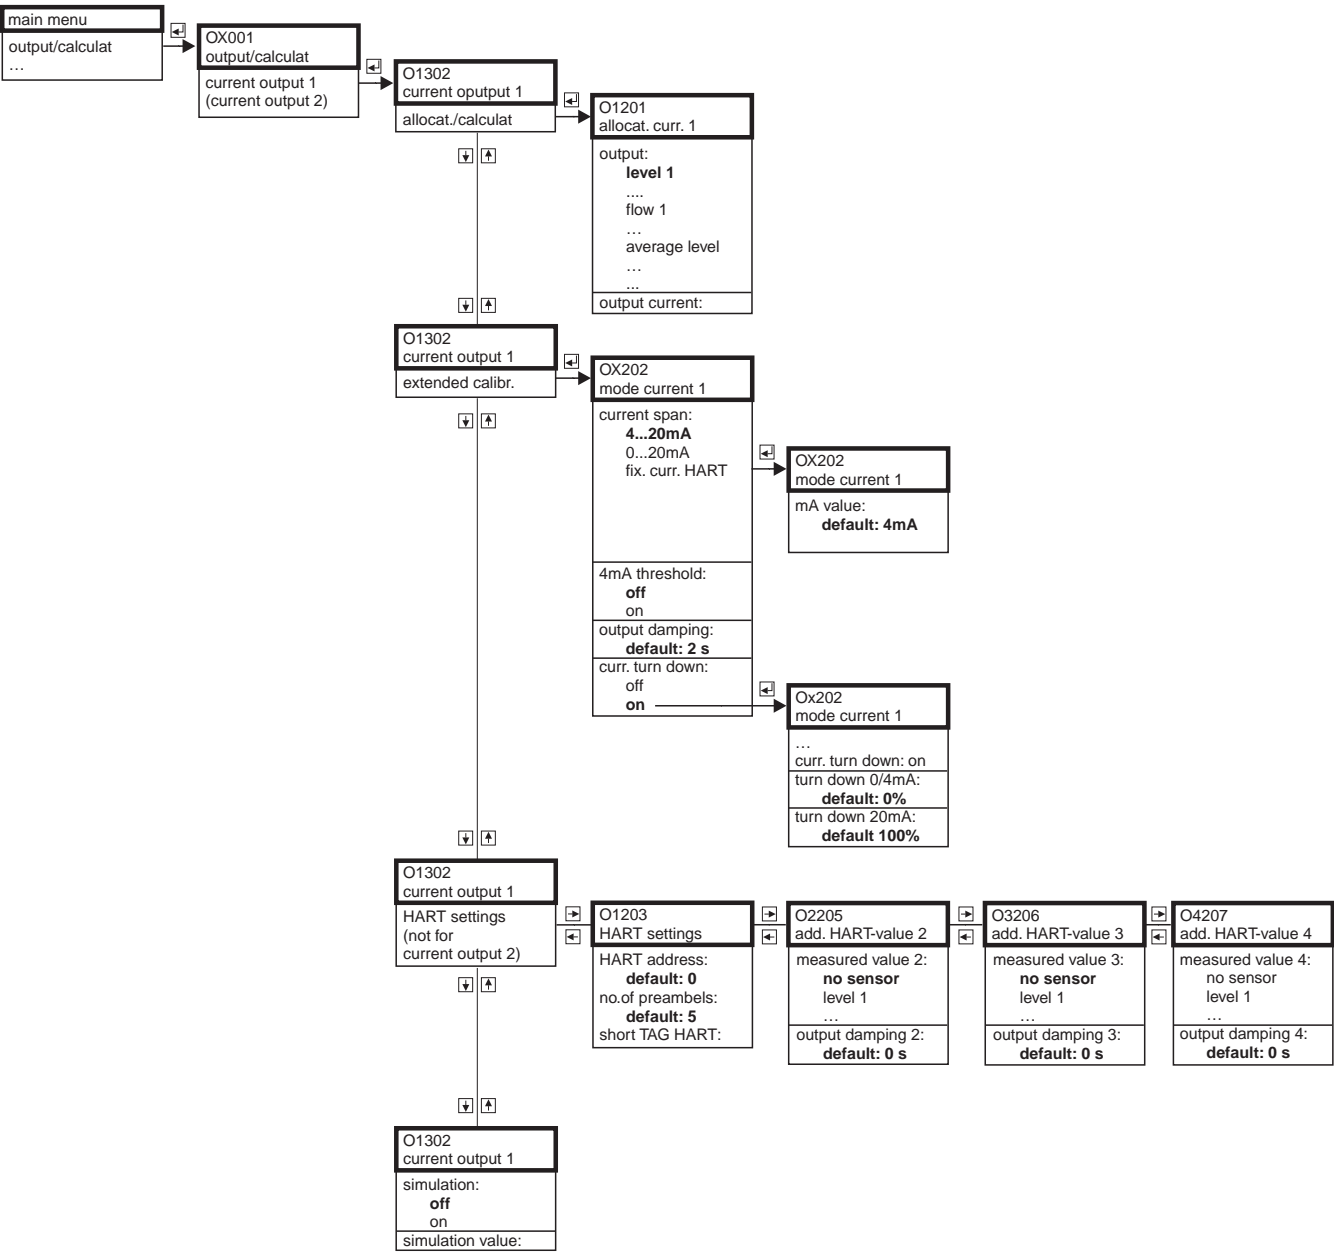 main menu
output/calculat
…
OX001
output/calculat
current output 1
(current output 2)
O1302
current oputput 1
allocat./calculat
O1201
allocat. curr. 1
output:
level 1
....
flow 1
…
average level
…
...
output current:
O1302
current output 1
extended calibr.
OX202
mode current 1
current span:
4...20mA
0...20mA
fix. curr. HART
4mA threshold:
off
on
output damping:
default: 2 s
curr. turn down:
off
on
OX202
mode current 1
mA value:
default: 4mA
Ox202
mode current 1
…
curr. turn down: on
turn down 0/4mA:
default: 0%
turn down 20mA:
default 100%
O1302
current output 1
HART settings
(not for
current output 2)
O1203
HART settings
HART address:
default: 0
no.of preambels:
default: 5
short TAG HART:
O2205
add. HART-value 2
measured value 2:
no sensor
level 1
…
output damping 2:
default: 0 s
O3206
add. HART-value 3
measured value 3:
no sensor
level 1
…
output damping 3:
default: 0 s
O4207
add. HART-value 4
measured value 4:
no sensor
level 1
…
output damping 4:
default: 0 s
O1302
current output 1
simulation:
off
on
simulation value: